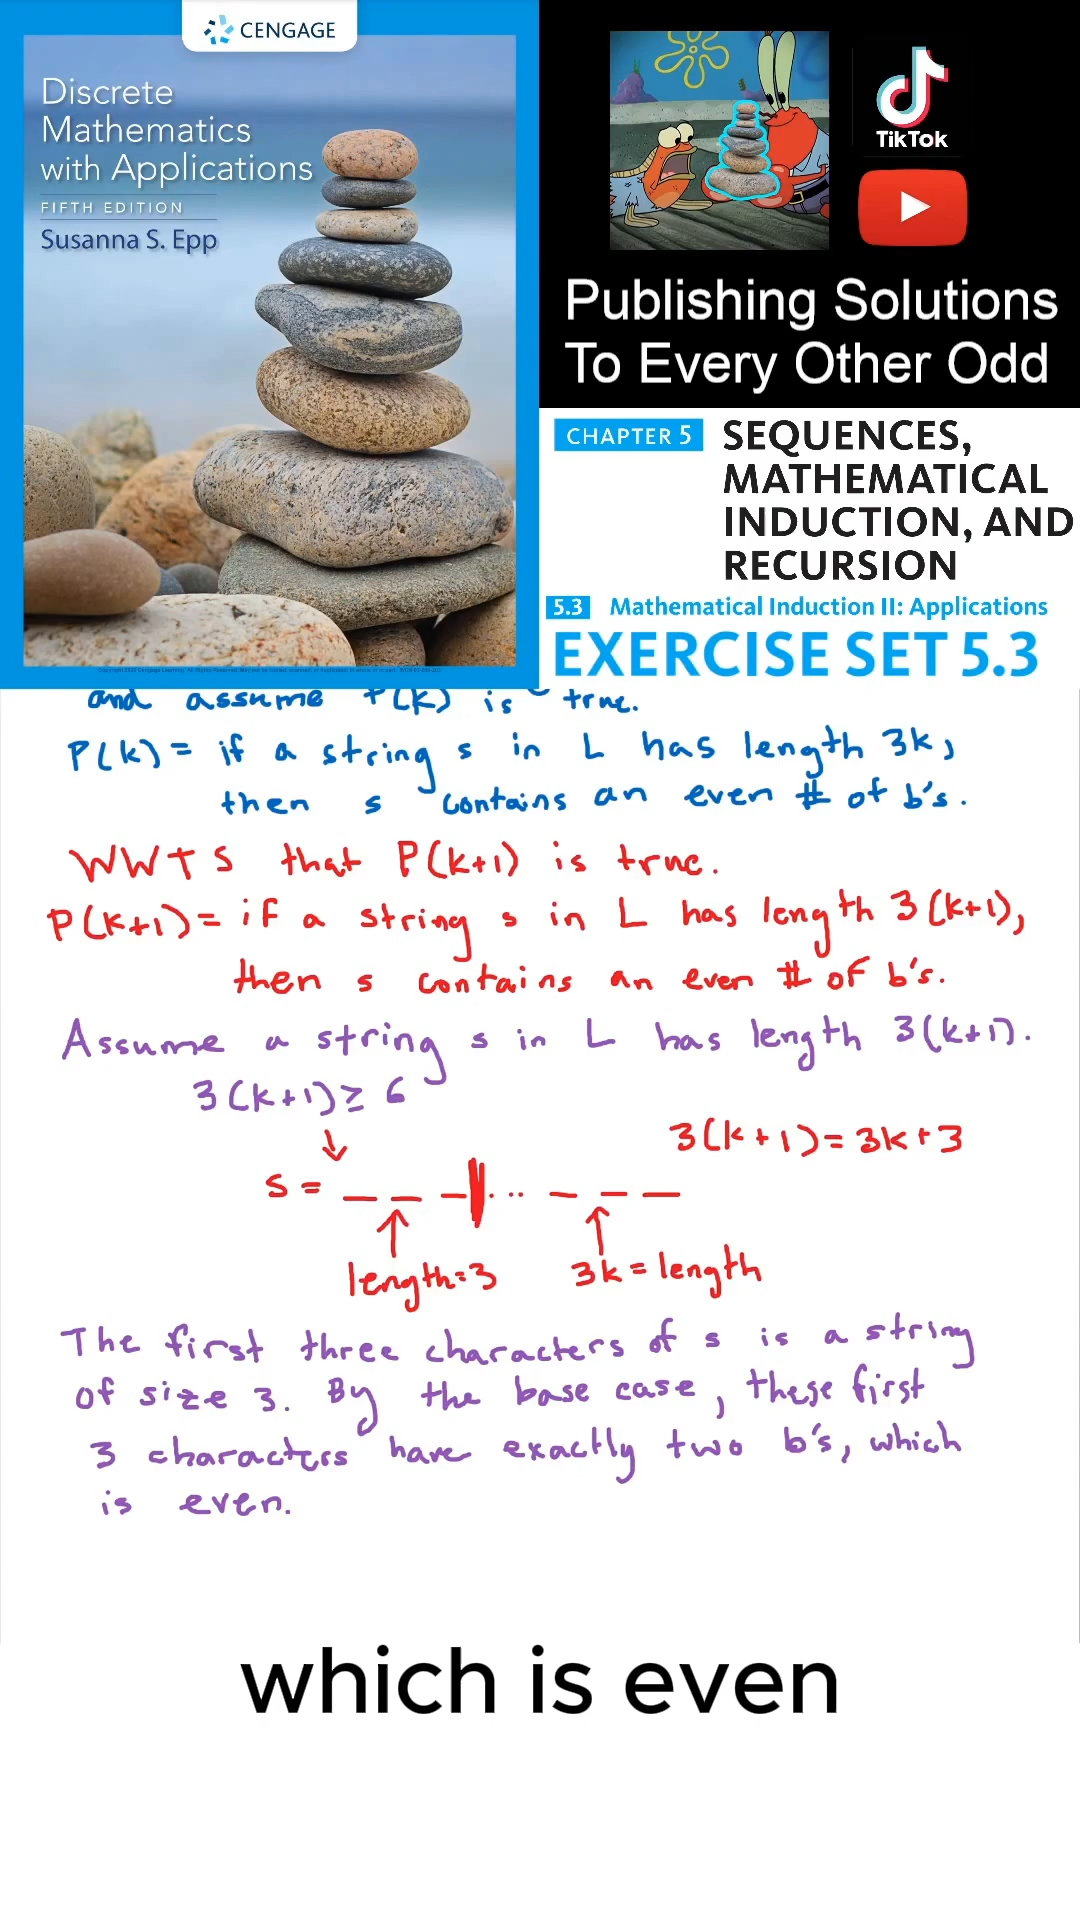 CENGAGE
Discrete
Mathematics
with Applications
FIFTH EDITION
Susanna S. Epp
TikTok
Publishing Solutions
To Every Other Odd
CHAPTER 5
SEQUENCES,
MATHEMATICAL
INDUCTION, AND
RECURSION
5.3 Mathematical Induction II: Applications
EXERCISE SET 5.3
and assume P(k) is true.
P(k) = if a string s in L has length 3k,
then s contains an even # of b's.
WWTS that P(k+1) is true.
P(k+1) = if a string s in L has length 3(k+1),
then s contains an even # of b's.
Assume a string s in L has length 3(k+1).
3(k+1) ≥ 6
↓
3(k+1) = 3k+3
s = _ _ _ | ... _ _ _
↑ ↑
length = 3 3k = length
The first three characters of s is a string
of size 3. By the base case, these first
3 characters have exactly two b's, which
is even.
which is even